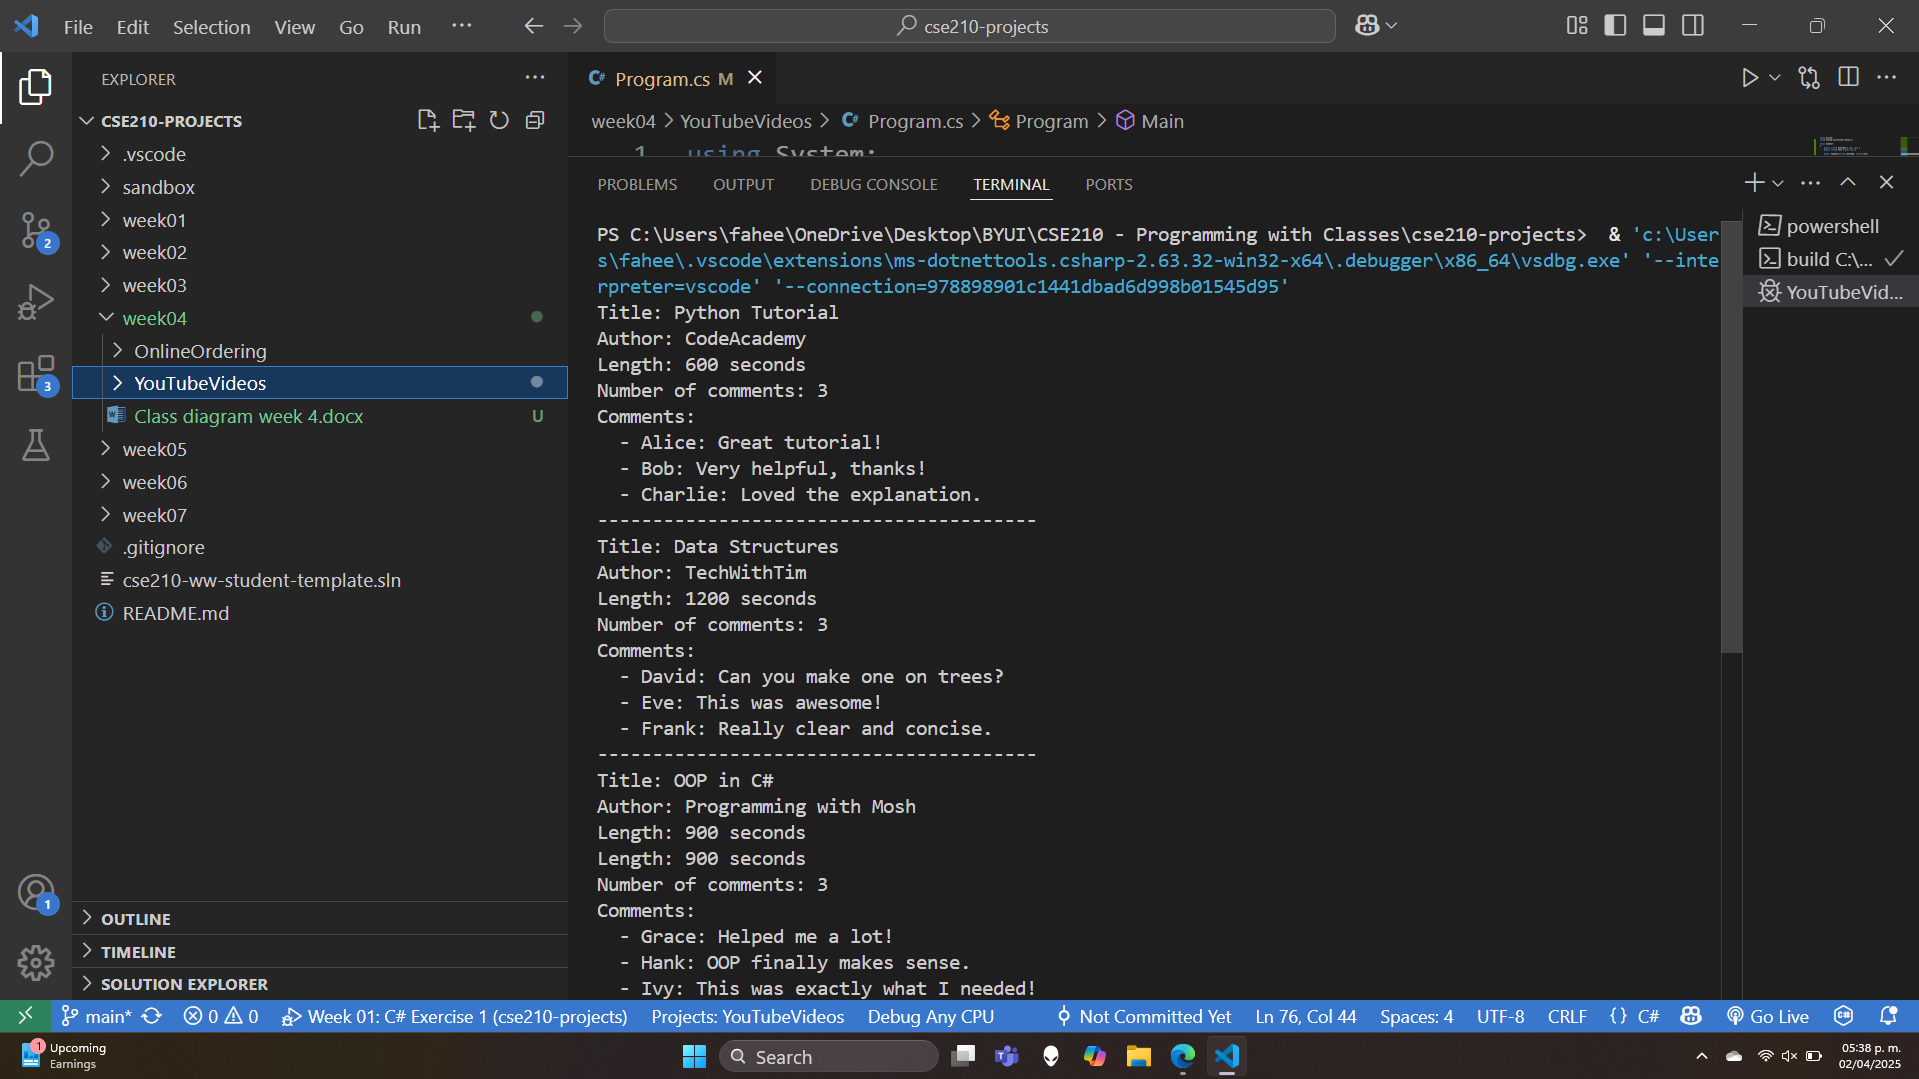 File Edit Selection View Go Run ··· cse210-projects
EXPLORER
CSE210-PROJECTS
.vscode
sandbox
week01
week02
week03
week04
OnlineOrdering
YouTubeVideos
Class diagram week 4.docx U
week05
week06
week07
.gitignore
cse210-ww-student-template.sln
README.md
OUTLINE
TIMELINE
SOLUTION EXPLORER
2
3
1
Program.cs M
week04 > YouTubeVideos > Program.cs > Program > Main
1 using System;
PROBLEMS OUTPUT DEBUG CONSOLE TERMINAL PORTS
PS C:\Users\fahee\OneDrive\Desktop\BYUI\CSE210 - Programming with Classes\cse210-projects> & 'c:\User
s\fahee\.vscode\extensions\ms-dotnettools.csharp-2.63.32-win32-x64\.debugger\x86_64\vsdbg.exe' '--inte
rpreter=vscode' '--connection=978898901c1441dbad6d998b01545d95'
Title: Python Tutorial
Author: CodeAcademy
Length: 600 seconds
Number of comments: 3
Comments:
- Alice: Great tutorial!
- Bob: Very helpful, thanks!
- Charlie: Loved the explanation.
----------------------------------------
Title: Data Structures
Author: TechWithTim
Length: 1200 seconds
Number of comments: 3
Comments:
- David: Can you make one on trees?
- Eve: This was awesome!
- Frank: Really clear and concise.
----------------------------------------
Title: OOP in C#
Author: Programming with Mosh
Length: 900 seconds
Length: 900 seconds
Number of comments: 3
Comments:
- Grace: Helped me a lot!
- Hank: OOP finally makes sense.
- Ivy: This was exactly what I needed!
powershell
build C:\...
YouTubeVid...
main* 0 0 Week 01: C# Exercise 1 (cse210-projects) Projects: YouTubeVideos Debug Any CPU Not Committed Yet Ln 76, Col 44 Spaces: 4 UTF-8 CRLF {} C# Go Live
1 Upcoming
Earnings
Search
05:38 p. m.
02/04/2025